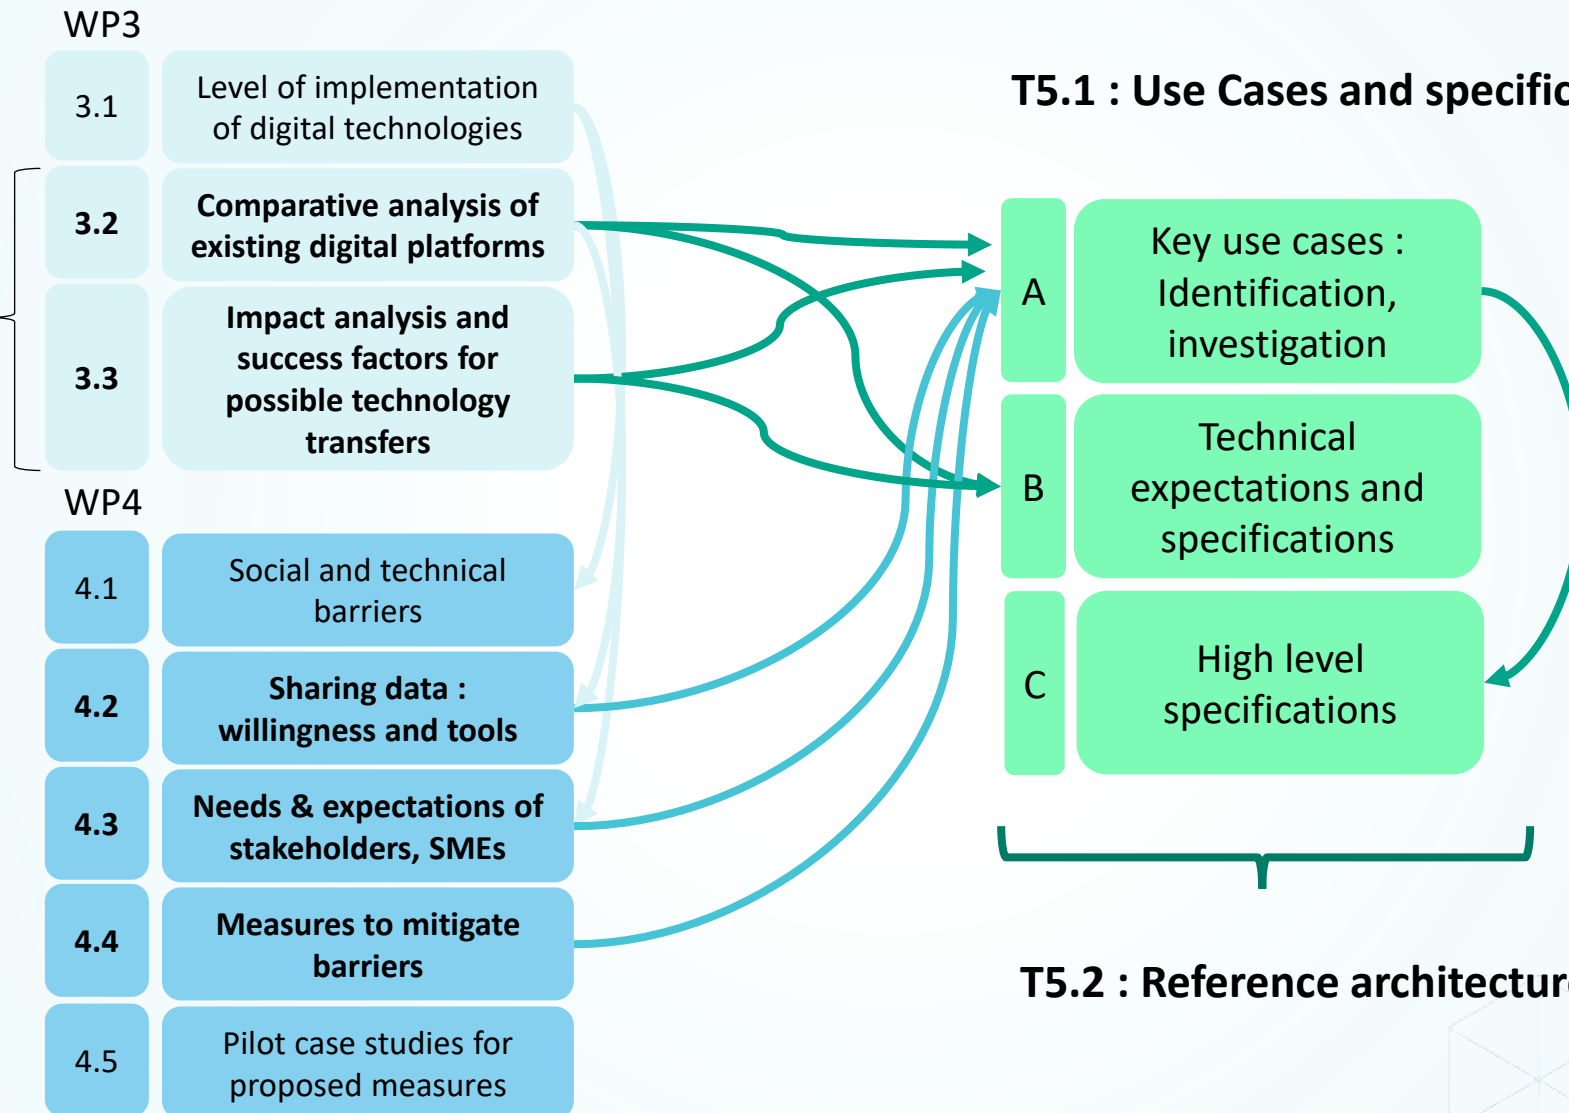 WP3
3.1
Level of implementation
of digital technologies
3.2
Comparative analysis of
existing digital platforms
3.3
Impact analysis and
success factors for
possible technology
transfers
WP4
4.1
Social and technical
barriers
4.2
Sharing data :
willingness and tools
4.3
Needs & expectations of
stakeholders, SMEs
4.4
Measures to mitigate
barriers
4.5
Pilot case studies for
proposed measures
T5.1 : Use Cases and specific
A
Key use cases :
Identification,
investigation
B
Technical
expectations and
specifications
C
High level
specifications
T5.2 : Reference architectur